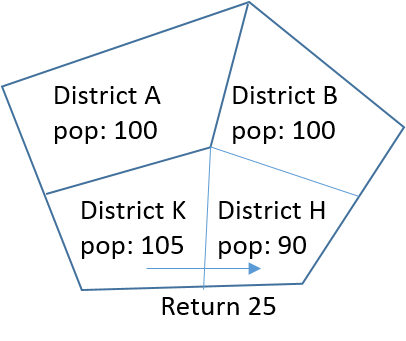 District A
pop: 100
District B
pop: 100
District K
pop: 105
District H
pop: 90
Return 25